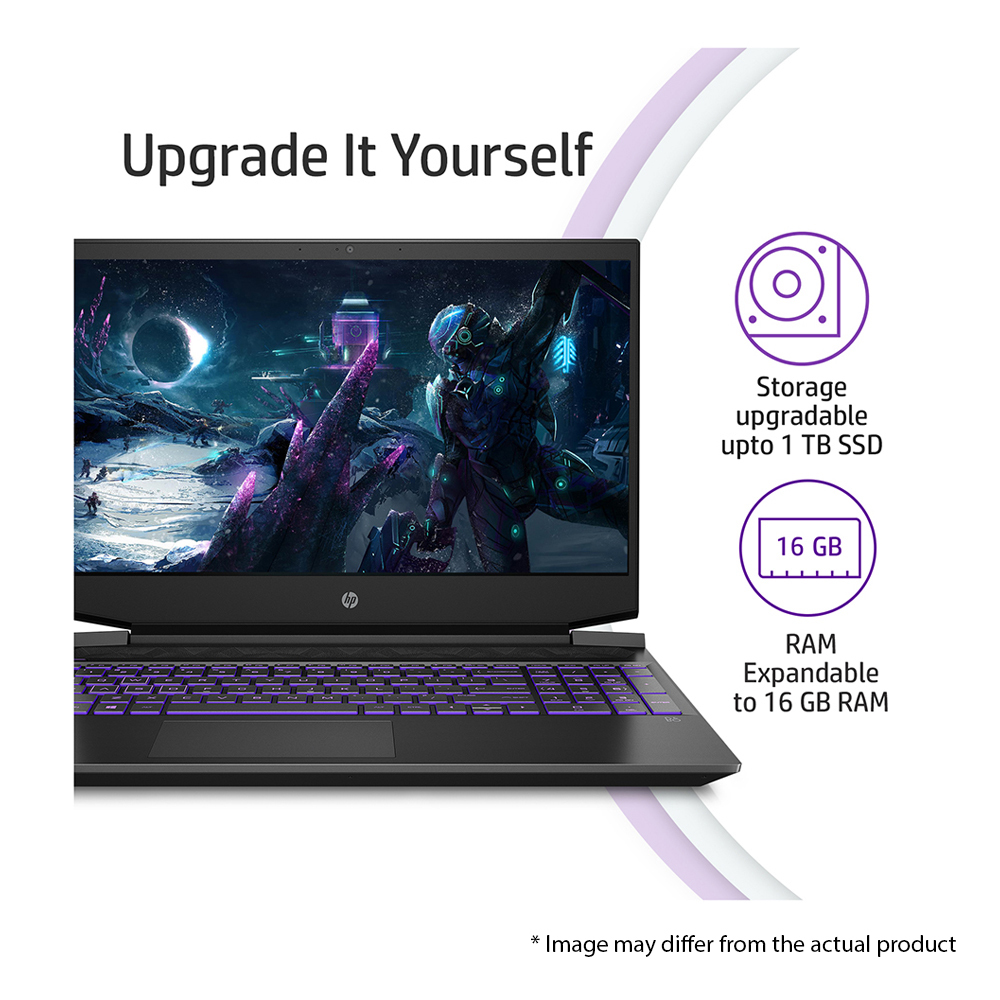 Upgrade It Yourself
Storage
upgradable
upto 1 TB SSD
16 GB
RAM
Expandable
to 16 GB RAM
hp
* Image may differ from the actual product